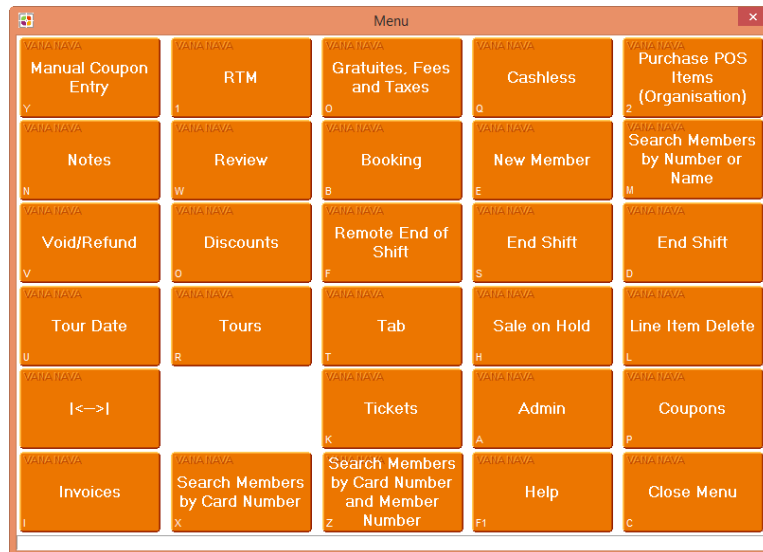 Menu
VANA NAVA
Manual Coupon
Entry
Y
VANA NAVA
RTM
1
VANA NAVA
Gratuites, Fees
and Taxes
O
VANA NAVA
Cashless
Q
VANA NAVA
Purchase POS
Items
(Organisation)
2
VANA NAVA
Notes
N
VANA NAVA
Review
W
VANA NAVA
Booking
B
VANA NAVA
New Member
E
VANA NAVA
Search Members
by Number or
Name
M
VANA NAVA
Void/Refund
V
VANA NAVA
Discounts
O
VANA NAVA
Remote End of
Shift
F
VANA NAVA
End Shift
S
VANA NAVA
End Shift
D
VANA NAVA
Tour Date
U
VANA NAVA
Tours
R
VANA NAVA
Tab
T
VANA NAVA
Sale on Hold
H
VANA NAVA
Line Item Delete
L
VANA NAVA
|<-->|
VANA NAVA
Tickets
K
VANA NAVA
Admin
A
VANA NAVA
Coupons
P
VANA NAVA
Invoices
I
VANA NAVA
Search Members
by Card Number
X
VANA NAVA
Search Members
by Card Number
and Member
Number
Z
VANA NAVA
Help
F1
VANA NAVA
Close Menu
C